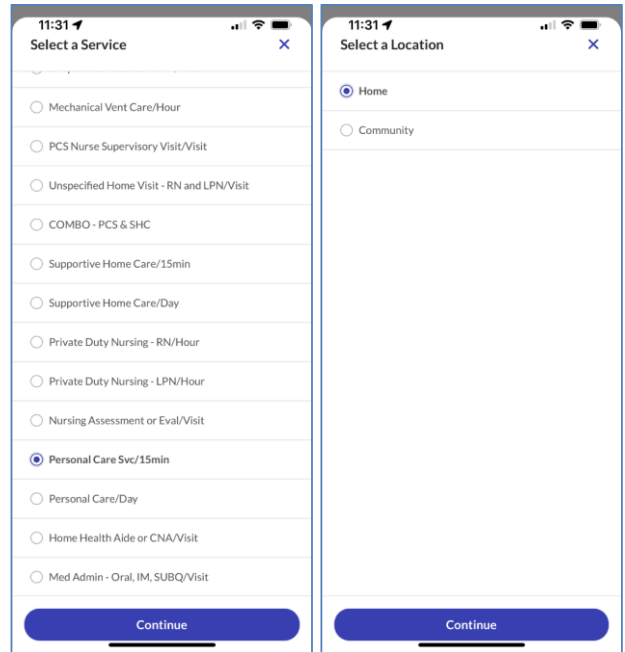 11:31
Select a Service
Mechanical Vent Care/Hour
PCS Nurse Supervisory Visit/Visit
Unspecified Home Visit - RN and LPN/Visit
COMBO - PCS & SHC
Supportive Home Care/15min
Supportive Home Care/Day
Private Duty Nursing - RN/Hour
Private Duty Nursing - LPN/Hour
Nursing Assessment or Eval/Visit
Personal Care Svc/15min
Personal Care/Day
Home Health Aide or CNA/Visit
Med Admin - Oral, IM, SUBQ/Visit
Continue
11:31
Select a Location
Home
Community
Continue